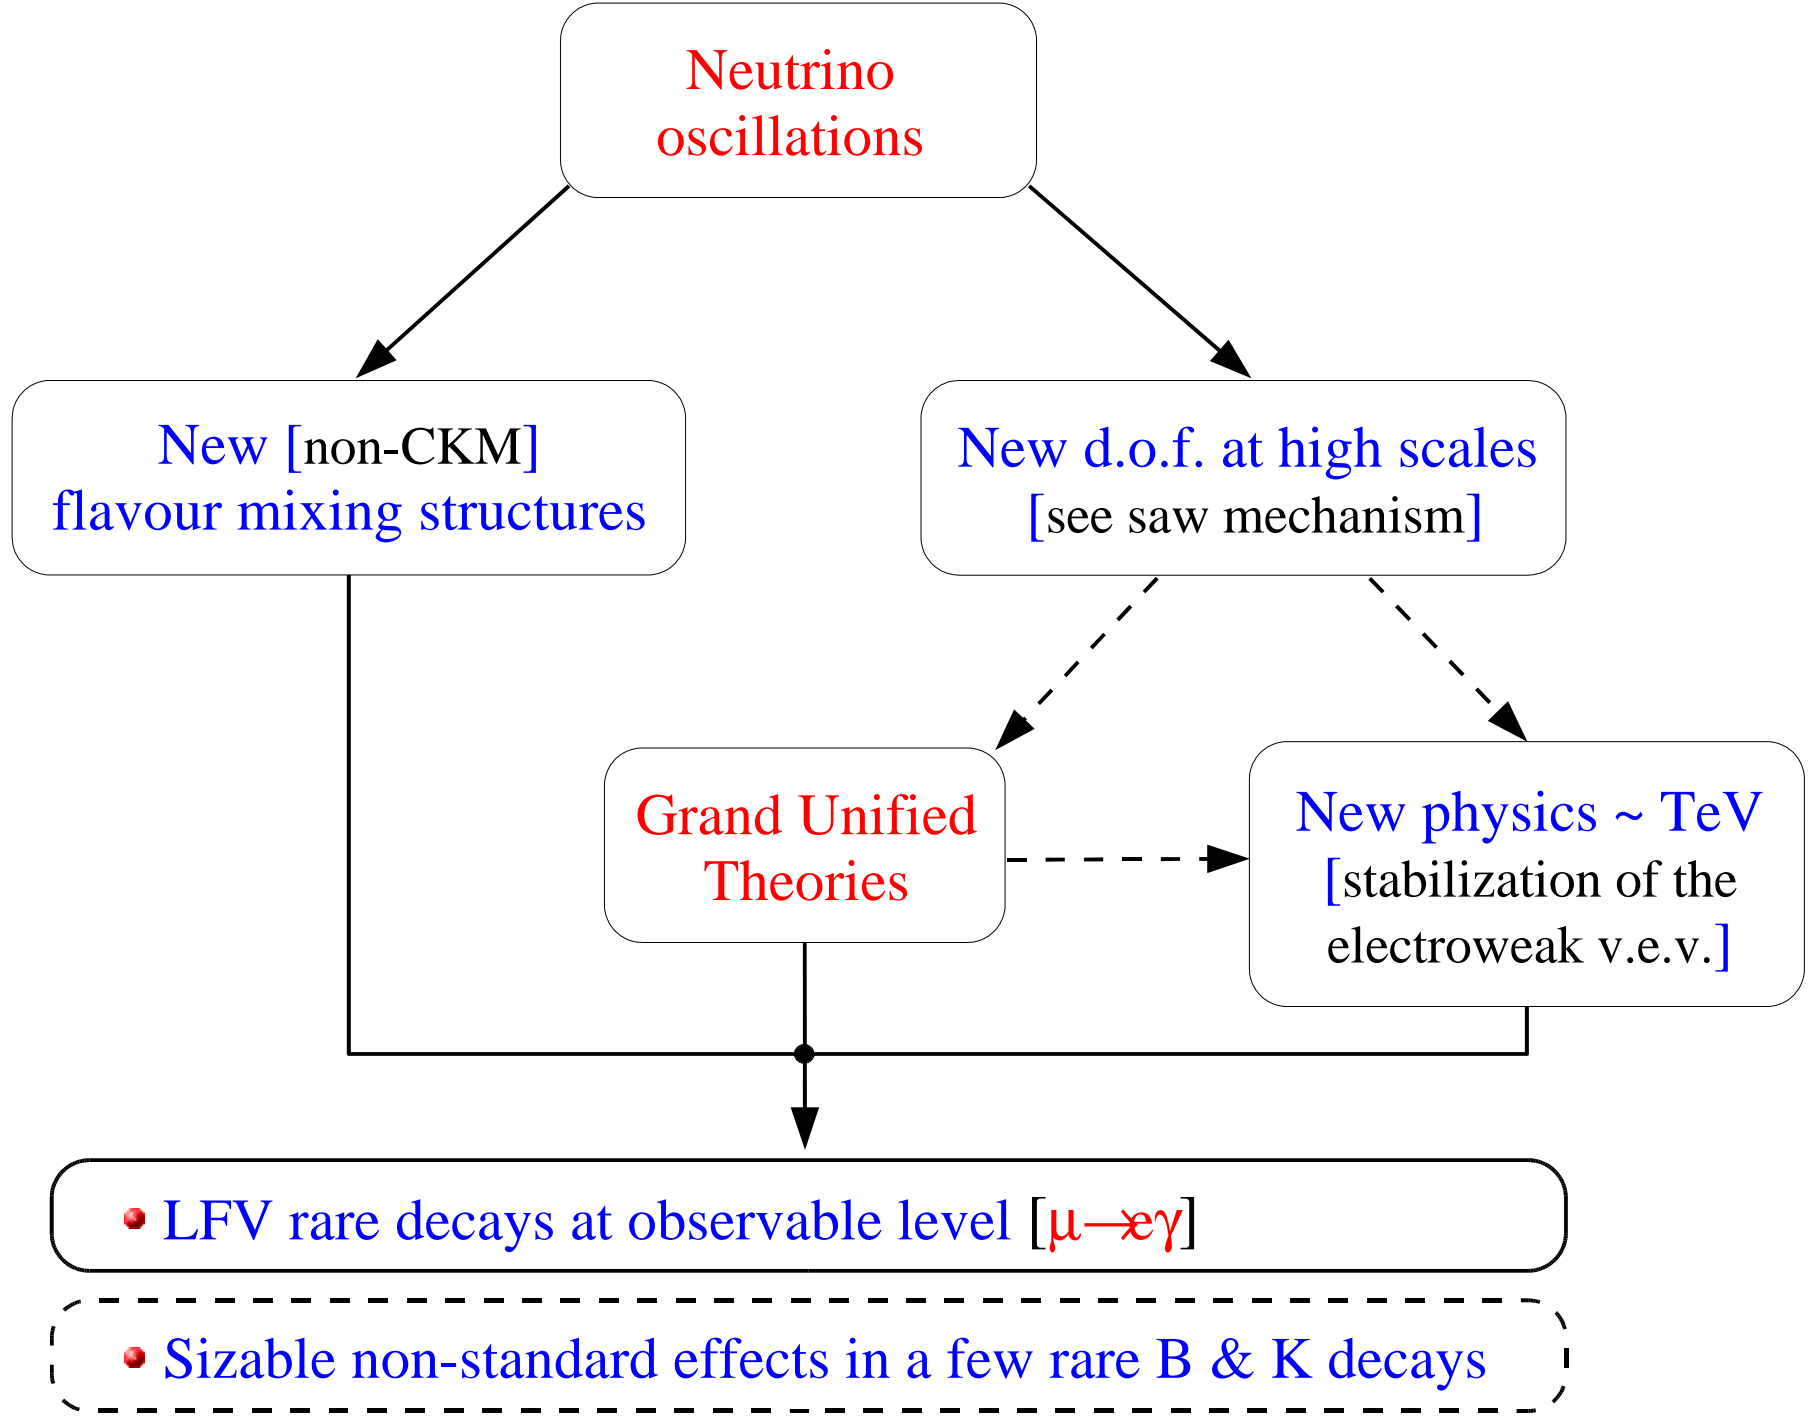 Neutrino
oscillations
New [non-CKM]
flavour mixing structures
New d.o.f. at high scales
[see saw mechanism]
Grand Unified
Theories
New physics ~ TeV
[stabilization of the
electroweak v.e.v.]
LFV rare decays at observable level [μ→eγ]
Sizable non-standard effects in a few rare B & K decays